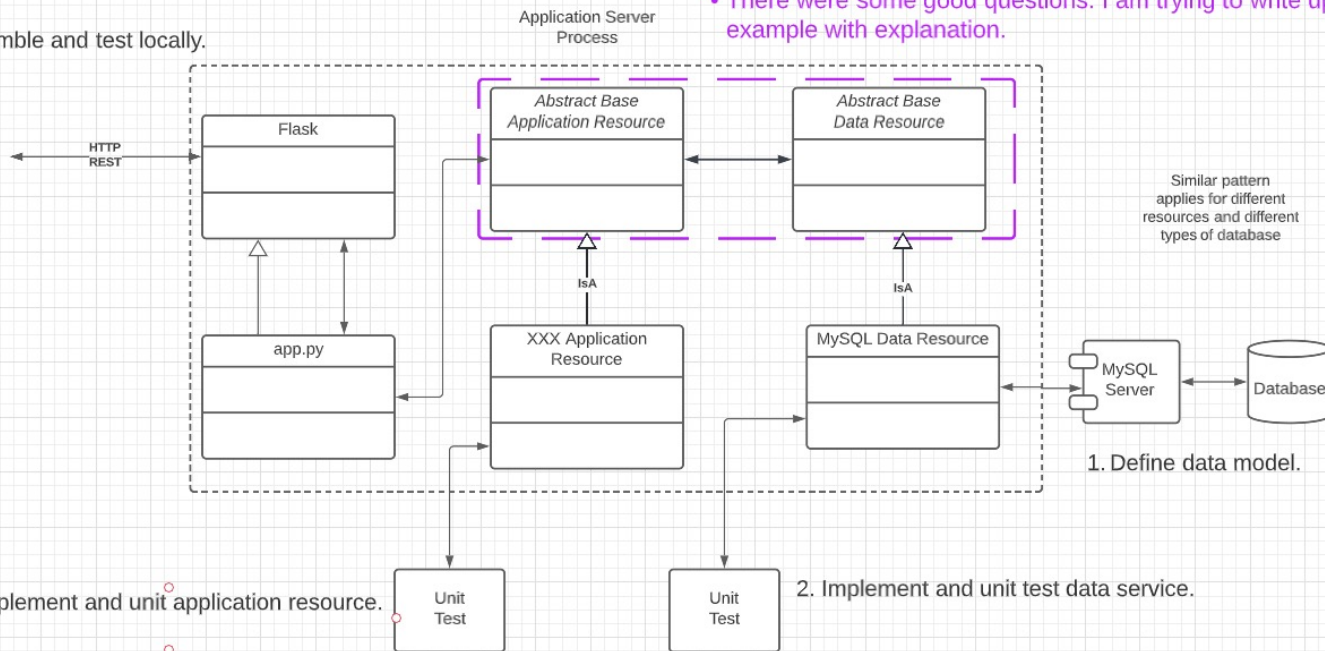 There were some good questions. I am trying to write up
example with explanation.
Application Server
Process
mble and test locally.
Flask
HTTP
REST
Abstract Base
Application Resource
Abstract Base
Data Resource
Similar pattern
applies for different
resources and different
types of database
IsA
IsA
app.py
XXX Application
Resource
MySQL Data Resource
MySQL
Server
Database
1. Define data model.
plement and unit application resource.
Unit
Test
Unit
Test
2. Implement and unit test data service.